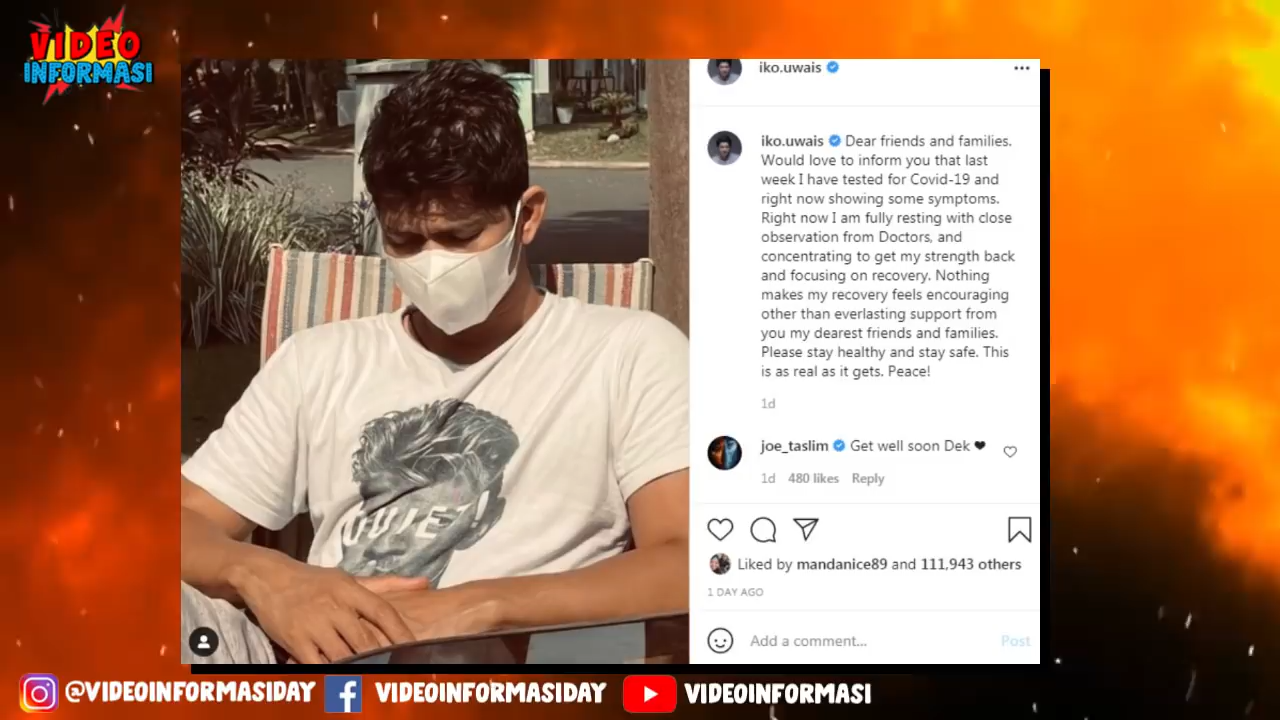 VIDEO
INFORMASI
iko.uwais
iko.uwais Dear friends and families.
Would love to inform you that last
week I have tested for Covid-19 and
right now showing some symptoms.
Right now I am fully resting with close
observation from Doctors, and
concentrating to get my strength back
and focusing on recovery. Nothing
makes my recovery feels encouraging
other than everlasting support from
you my dearest friends and families.
Please stay healthy and stay safe. This
is as real as it gets. Peace!
1d
joe_taslim Get well soon Dek 🖤
1d 480 likes Reply
QUIET!
Liked by mandanice89 and 111,943 others
1 DAY AGO
Add a comment... Post
@VIDEOINFORMASIDAY VIDEOINFORMASIDAY VIDEOINFORMASI